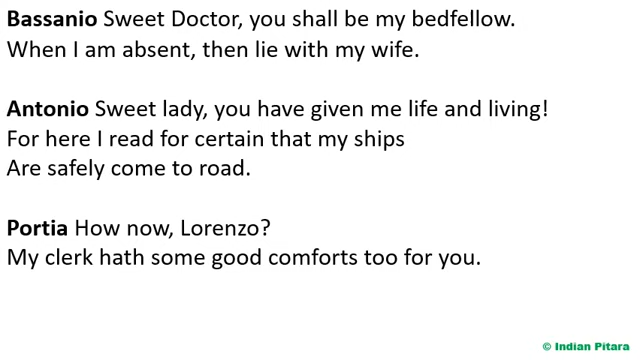 Bassanio Sweet Doctor, you shall be my bedfellow.
When I am absent, then lie with my wife.
Antonio Sweet lady, you have given me life and living!
For here I read for certain that my ships
Are safely come to road.
Portia How now, Lorenzo?
My clerk hath some good comforts too for you.
© Indian Pitara